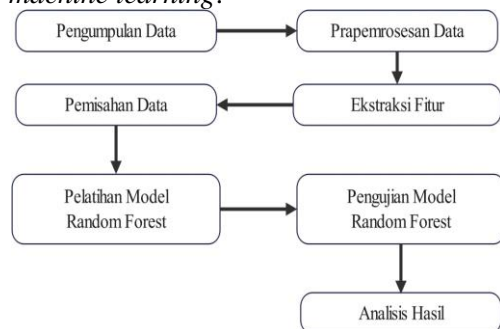 machine learning.
Pengumpulan Data
Prapemrosesan Data
Ekstraksi Fitur
Pemisahan Data
Pelatihan Model
Random Forest
Pengujian Model
Random Forest
Analisis Hasil